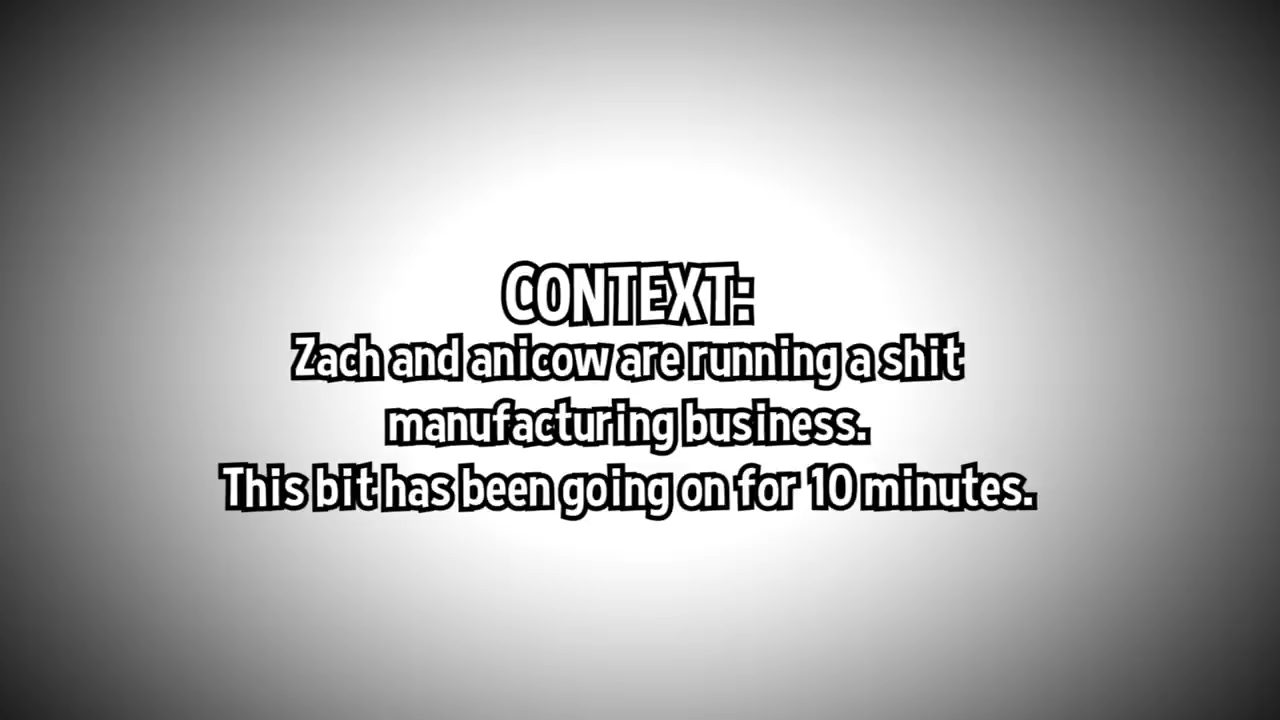 CONTEXT:
Zach and anicow are running a shit
manufacturing business.
This bit has been going on for 10 minutes.